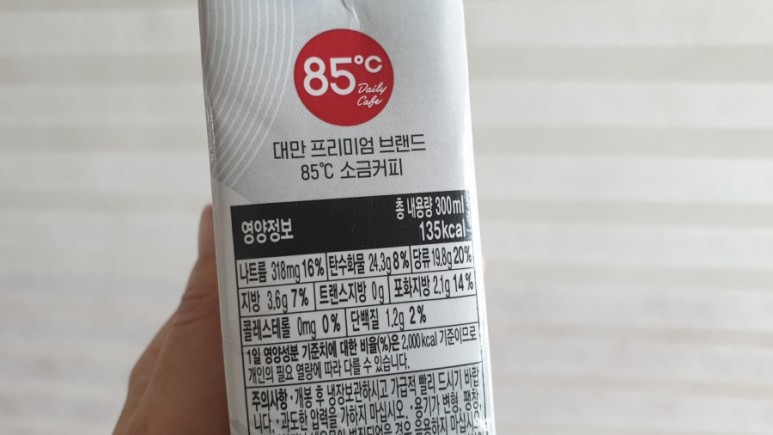 85℃
Daily
Cafe
대만 프리미엄 브랜드
85℃ 소금커피
영양정보
총 내용량 300ml
135kcal
나트륨 318mg 16% 탄수화물 24.3g 8% 당류 19.8g 20%
지방 3.6g 7% 트랜스지방 0g 포화지방 2.1g 14%
콜레스테롤 0mg 0% 단백질 1.2g 2%
1일 영양성분 기준치에 대한 비율(%)은 2,000kcal 기준이므로
개인의 필요 열량에 따라 다를 수 있습니다.
주의사항 · 개봉 후 냉장보관하시고 가급적 빨리 드시기 바랍
니다. · 과도한 압력을 가하지 마십시오. · 용기가 변형, 팽창